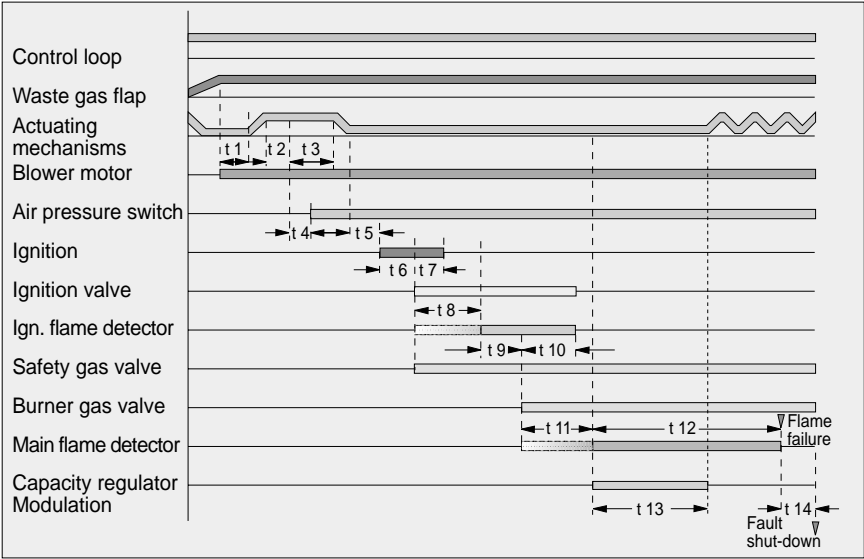 Control loop
Waste gas flap
Actuating
mechanisms
t 1 t 2 t 3
Blower motor
Air pressure switch
t 4 t 5
Ignition
t 6 t 7
Ignition valve
t 8
Ign. flame detector
t 9 t 10
Safety gas valve
Burner gas valve
t 11 t 12 Flame
failure
Main flame detector
Capacity regulator
Modulation
t 13 t 14
Fault
shut-down